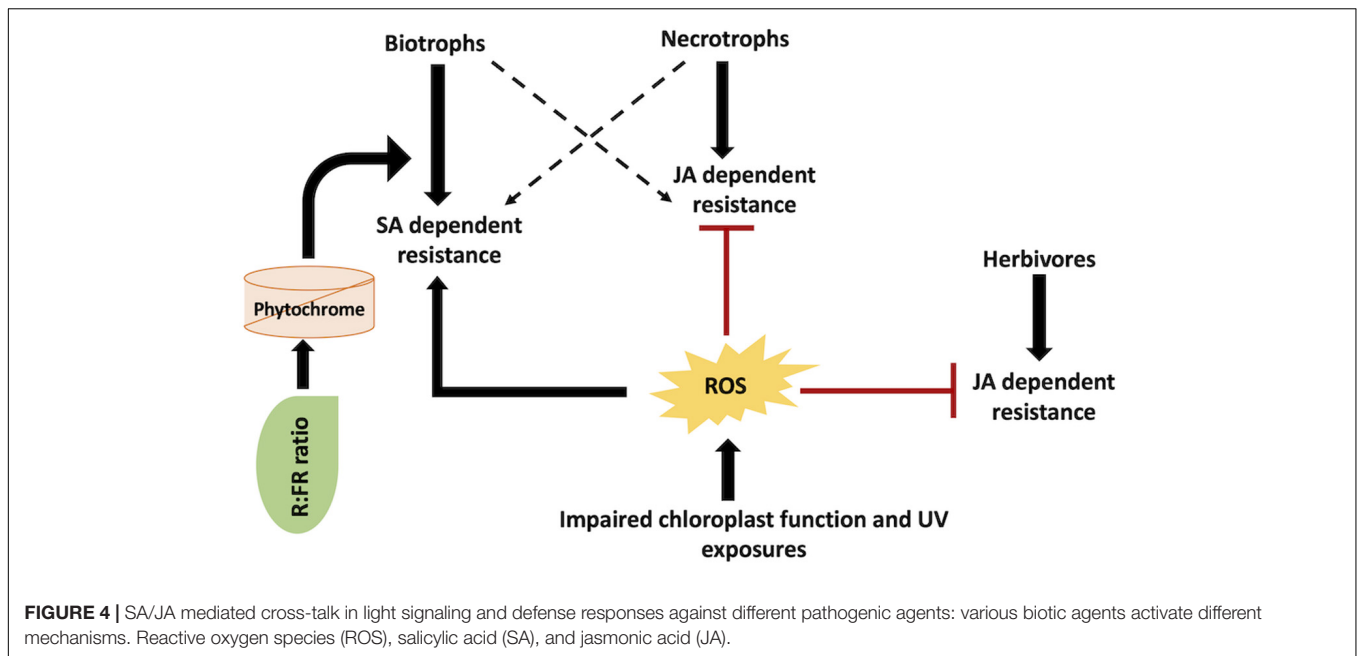 Biotrophs
Necrotrophs
JA dependent
resistance
SA dependent
resistance
Herbivores
Phytochrome
ROS
JA dependent
resistance
R:FR ratio
Impaired chloroplast function and UV
exposures
FIGURE 4 | SA/JA mediated cross-talk in light signaling and defense responses against different pathogenic agents: various biotic agents activate different
mechanisms. Reactive oxygen species (ROS), salicylic acid (SA), and jasmonic acid (JA).